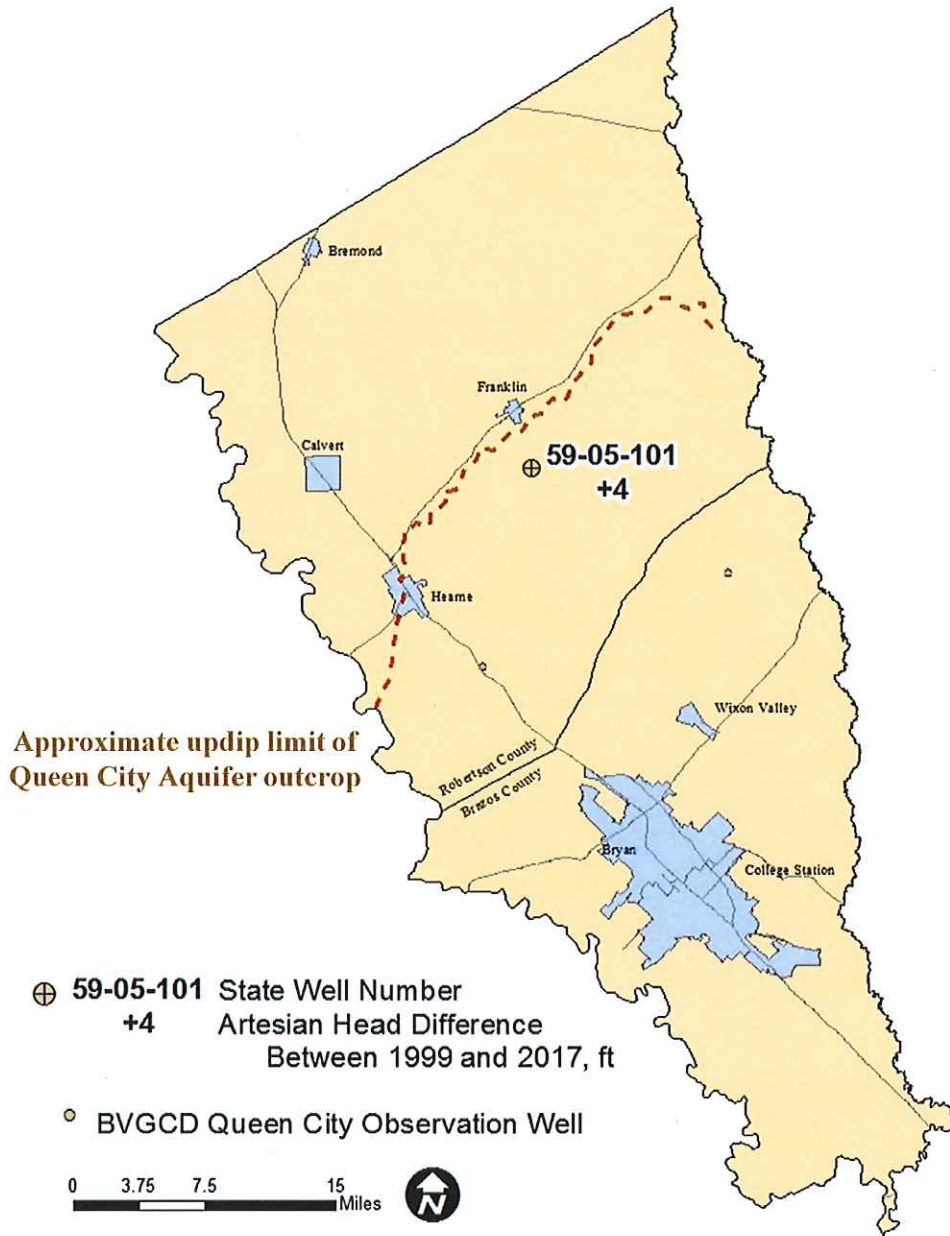 Bremond
Franklin
Calvert
59-05-101
+4
Hearne
Wixon Valley
Approximate updip limit of
Queen City Aquifer outcrop
Robertson County
Brazos County
Bryan
College Station
59-05-101 State Well Number
+4 Artesian Head Difference
Between 1999 and 2017, ft
BVGCD Queen City Observation Well
0 3.75 7.5 15
Miles
N